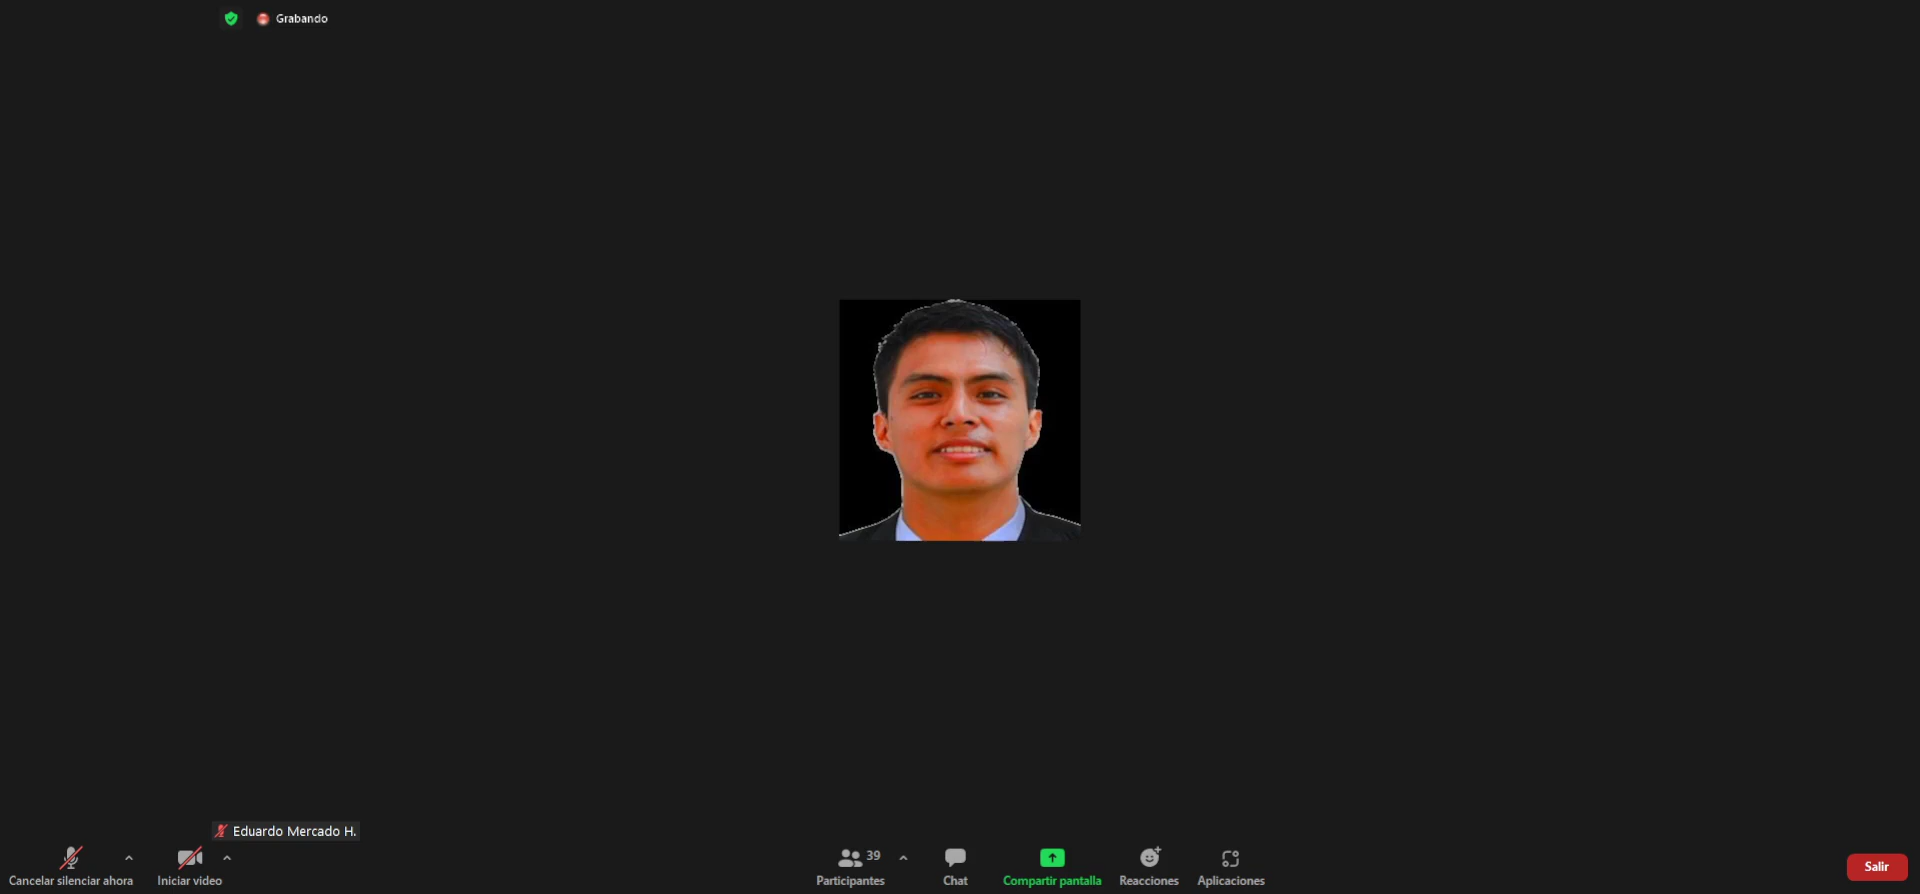 Grabando
Eduardo Mercado H.
Cancelar silenciar ahora
Iniciar video
39
Participantes
Chat
Compartir pantalla
Reacciones
Aplicaciones
Salir